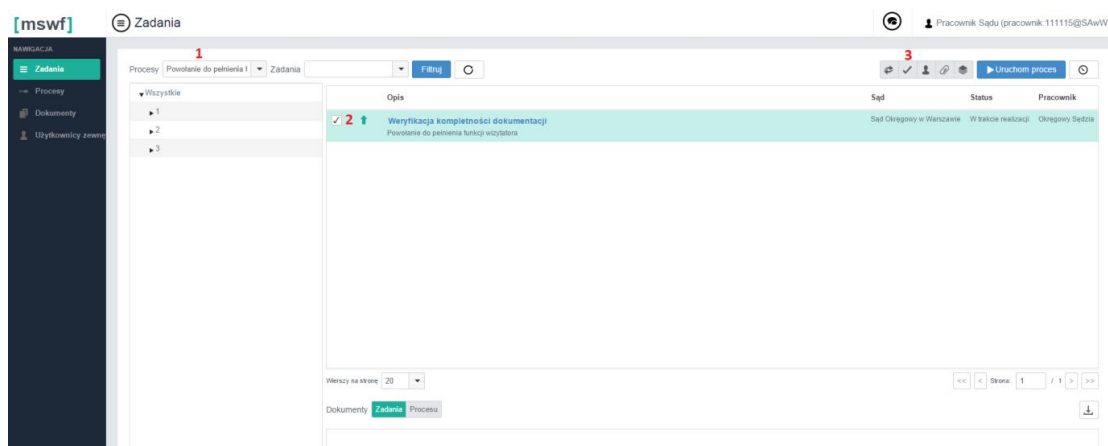 [mswf]
Zadania
Pracownik Sądu (pracownik:111115@SAwW
NAWIGACJA
Zadania
Procesy
Dokumenty
Użytkownicy zewnę
1
3
Procesy Powołanie do pełnienia f Zadania Filtruj Uruchom proces
Wszystkie
1
2
3
Opis Sąd Status Pracownik
2 Weryfikacja kompletności dokumentacji Sąd Okręgowy w Warszawie W trakcie realizacji Okręgowy Sędzia
Powołanie do pełnienia funkcji wizytatora
Wierszy na stronę 20 << < Strona: 1 / 1 > >>
Dokumenty Zadania Procesu